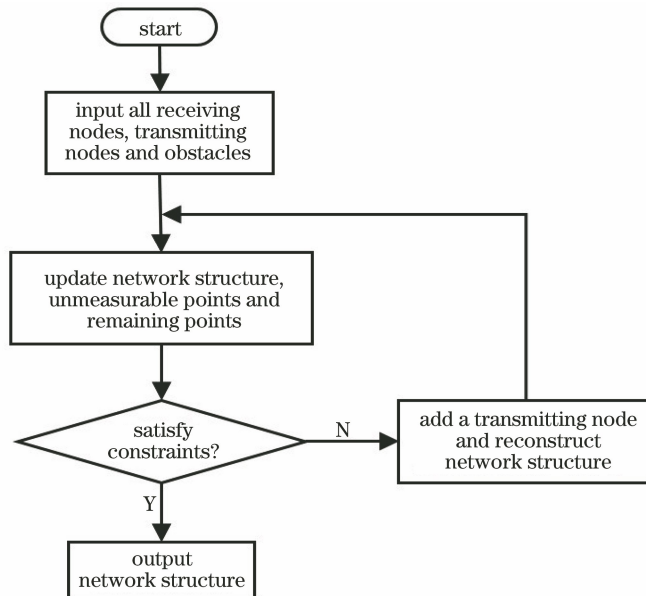 start
input all receiving
nodes, transmitting
nodes and obstacles
update network structure,
unmeasurable points and
remaining points
satisfy
constraints?
N
add a transmitting node
and reconstruct
network structure
Y
output
network structure